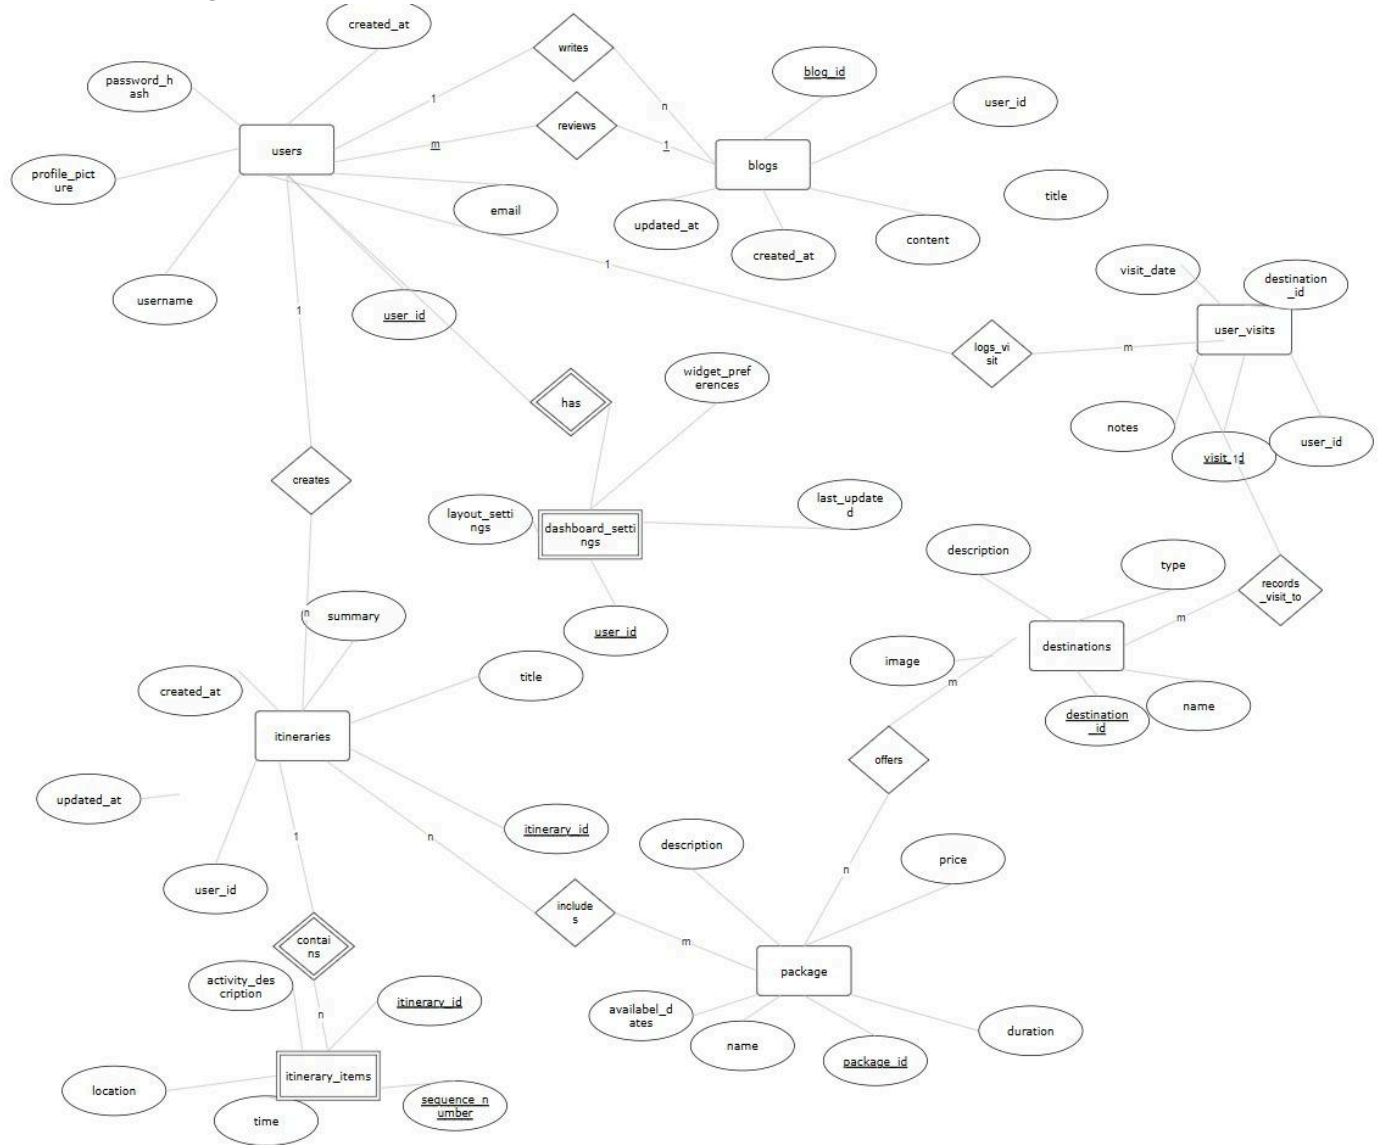 created_at
writes
blog_id
password_h
ash
user_id
1
n
reviews
users
m
1
blogs
profile_pict
ure
title
email
updated_at
content
created_at
visit_date
destination
_id
1
username
1
user_id
user_visits
logs_vi
sit
m
widget_pref
erences
has
notes
user_id
visit_id
1
creates
last_update
d
layout_setti
ngs
dashboard_setti
ngs
description
type
records
_visit_to
n
summary
m
user_id
destinations
image
title
m
created_at
name
destination
_id
itineraries
offers
updated_at
itinerary_id
1
n
description
price
n
user_id
include
s
contai
ns
m
package
activity_des
cription
itinerary_id
n
availabel_d
ates
duration
name
package_id
itinerary_items
location
sequence_n
umber
time